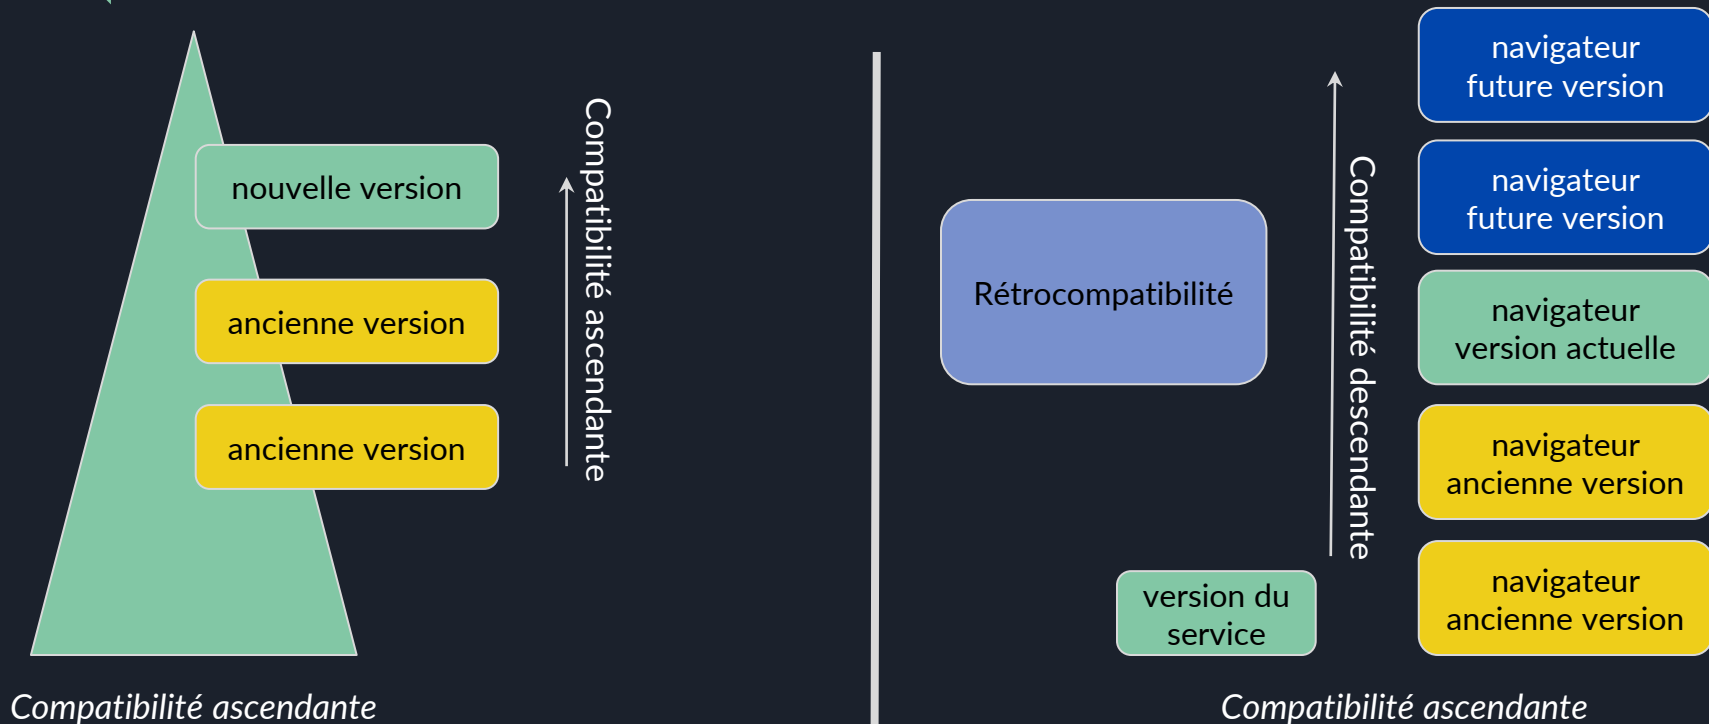 nouvelle version
ancienne version
ancienne version
Compatibilité ascendante
Compatibilité ascendante
Rétrocompatibilité
version du
service
Compatibilité descendante
navigateur
future version
navigateur
future version
navigateur
version actuelle
navigateur
ancienne version
navigateur
ancienne version
Compatibilité ascendante